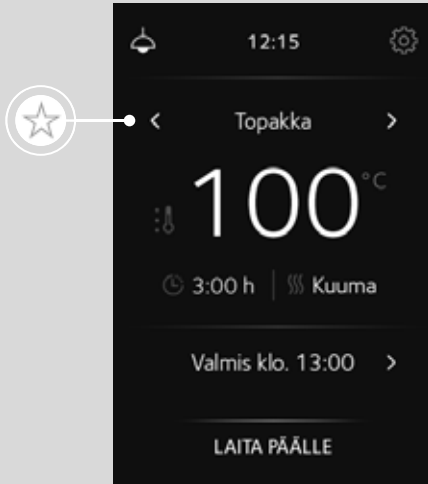 12:15
Topakka
100 °C
3:00 h | Kuuma
Valmis klo. 13:00
LAITA PÄÄLLE